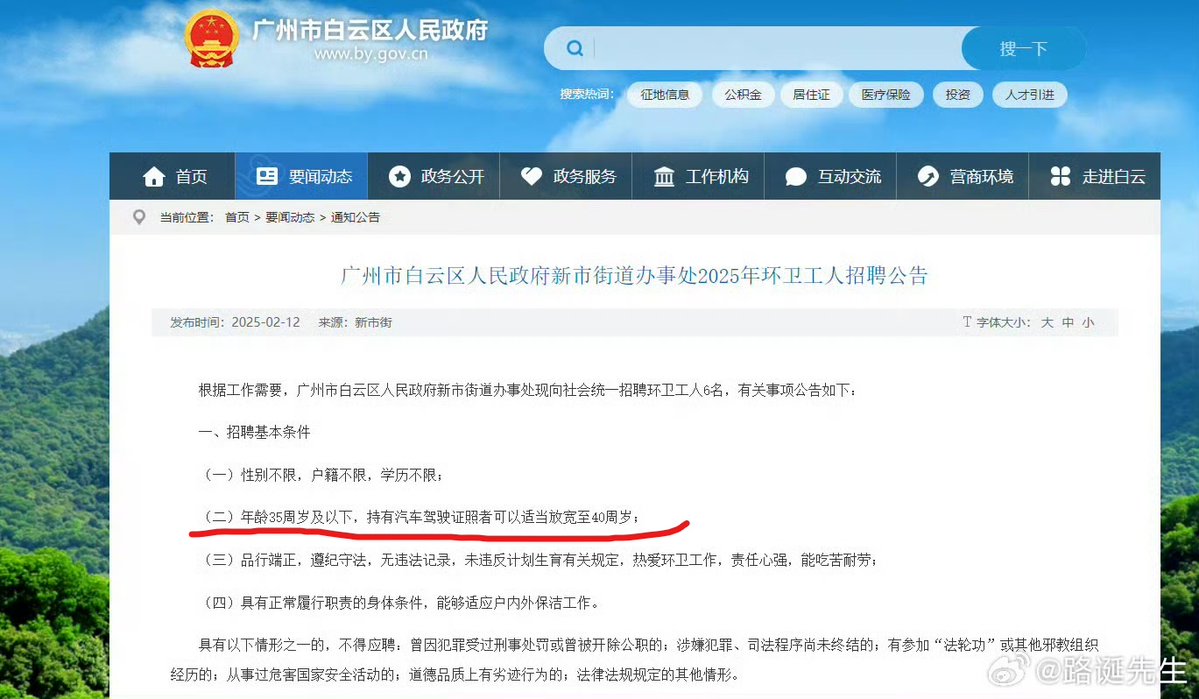 广州市白云区人民政府
www.by.gov.cn
搜一下
搜索热词： 征地信息 公积金 居住证 医疗保险 投资 人才引进
首页 要闻动态 政务公开 政务服务 工作机构 互动交流 营商环境 走进白云
当前位置： 首页 > 要闻动态 > 通知公告
广州市白云区人民政府新市街道办事处2025年环卫工人招聘公告
发布时间：2025-02-12 来源：新市街 T 字体大小： 大 中 小
根据工作需要，广州市白云区人民政府新市街道办事处现向社会统一招聘环卫工人6名，有关事项公告如下：
一、招聘基本条件
（一）性别不限，户籍不限，学历不限；
（二）年龄35周岁及以下，持有汽车驾驶证照者可以适当放宽至40周岁；
（三）品行端正，遵纪守法，无违法记录，未违反计划生育有关规定，热爱环卫工作，责任心强，能吃苦耐劳；
（四）具有正常履行职责的身体条件，能够适应户内外保洁工作。
具有以下情形之一的，不得应聘：曾因犯罪受过刑事处罚或曾被开除公职的；涉嫌犯罪、司法程序尚未终结的；有参加“法轮功”或其他邪教组织
经历的；从事过危害国家安全活动的；道德品质上有劣迹行为的；法律法规规定的其他情形。
@路诞先生